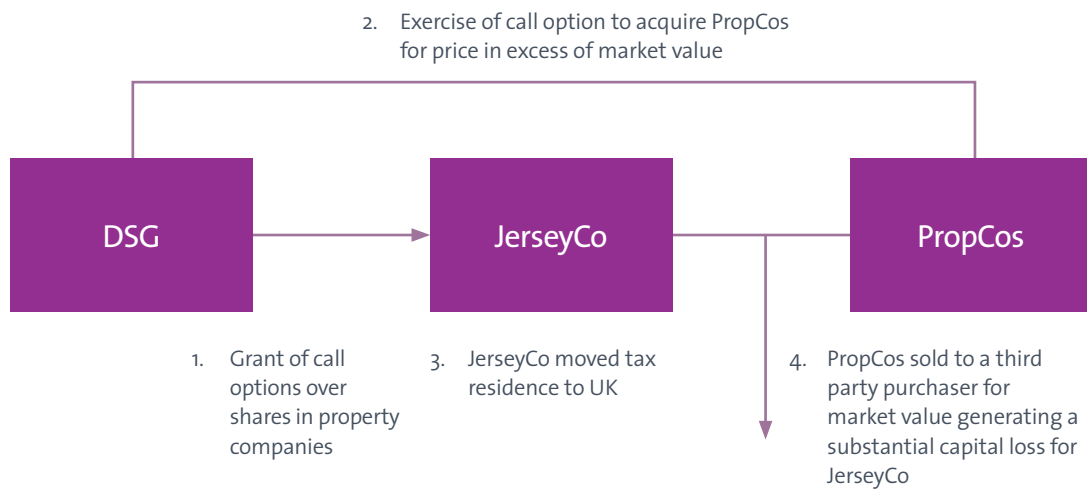 2. Exercise of call option to acquire PropCos
for price in excess of market value
DSG
JerseyCo
PropCos
1. Grant of call
options over
shares in property
companies
3. JerseyCo moved tax
residence to UK
4. PropCos sold to a third
party purchaser for
market value generating a
substantial capital loss for
JerseyCo